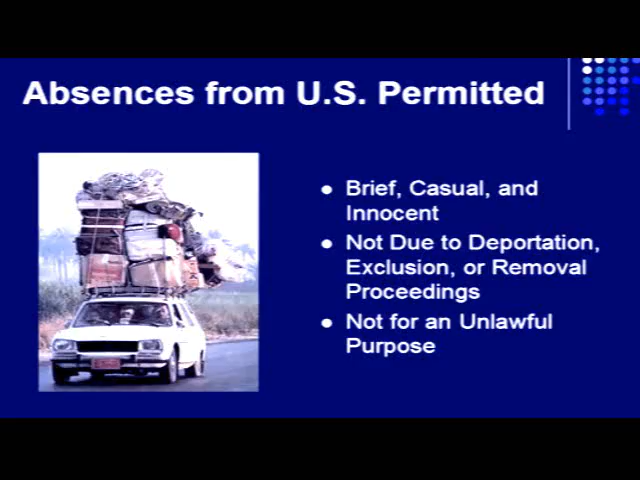 Absences from U.S. Permitted
Brief, Casual, and
Innocent
Not Due to Deportation,
Exclusion, or Removal
Proceedings
Not for an Unlawful
Purpose